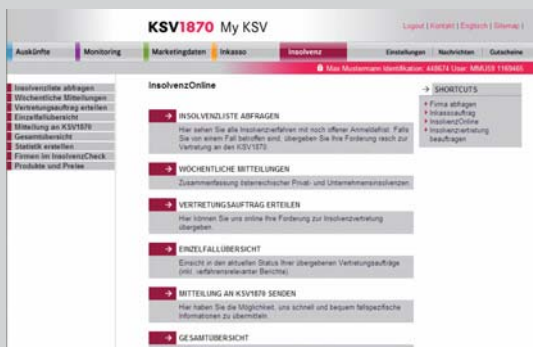 KSV1870 My KSV
Logout | Kontakt | Englisch | Sitemap |
Auskünfte Monitoring Marketingdaten Inkasso Insolvenz Einstellungen Nachrichten Gutscheine
Max Mustermann Identifikation: 449674 User: MMUS9 1169465
Insolvenzliste abfragen
Wöchentliche Mitteilungen
Vertretungsauftrag erteilen
Einzelfallübersicht
Mitteilung an KSV1870
Gesamtübersicht
Statistik erstellen
Firmen im InsolvenzCheck
Produkte und Preise
InsolvenzOnline
INSOLVENZLISTE ABFRAGEN
Hier sehen Sie alle Insolvenzverfahren mit noch offener Anmeldefrist. Falls
Sie von einem Fall betroffen sind, übergeben Sie Ihre Forderung rasch zur
Vertretung an den KSV1870.
WÖCHENTLICHE MITTEILUNGEN
Zusammenfassung österreichischer Privat- und Unternehmensinsolvenzen.
VERTRETUNGSAUFTRAG ERTEILEN
Hier können Sie uns online Ihre Forderung zur Insolvenzvertretung
übergeben.
EINZELFALLÜBERSICHT
Einsicht in den aktuellen Status Ihrer übergebenen Vertretungsaufträge
(inkl. verfahrensrelevanter Berichte).
MITTEILUNG AN KSV1870 SENDEN
Hier haben Sie die Möglichkeit, uns schnell und bequem fallspezifische
Informationen zu übermitteln.
GESAMTÜBERSICHT
SHORTCUTS
Firma abfragen
Inkassoauftrag
InsolvenzOnline
Insolvenzvertretung
beauftragen